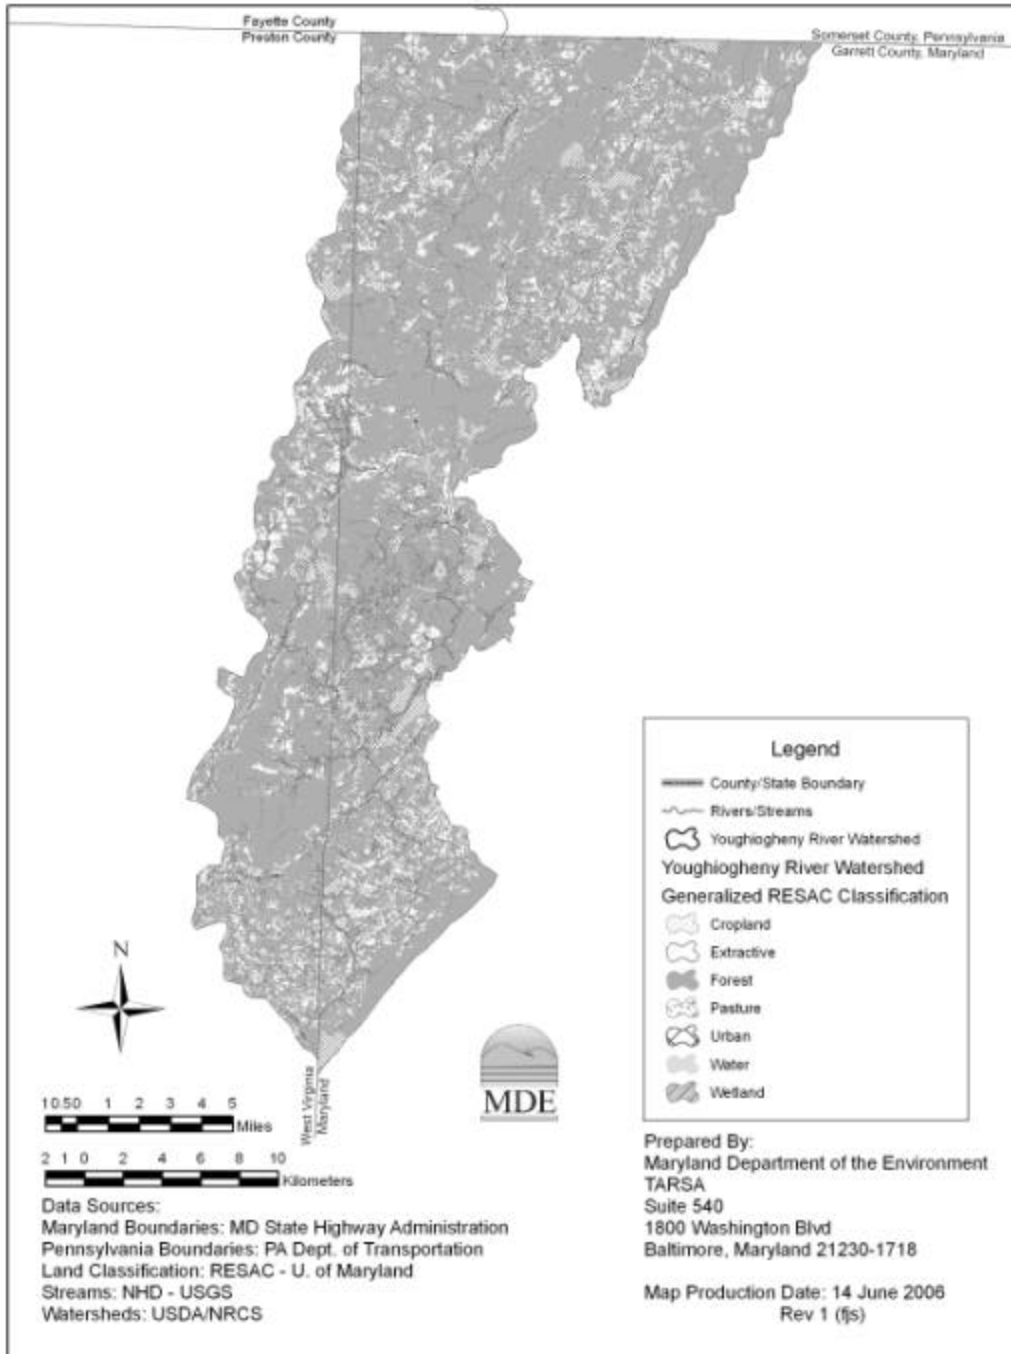 Fayette County
Preston County
Somerset County, Pennsylvania
Garrett County, Maryland
Legend
County/State Boundary
Rivers/Streams
Youghiogheny River Watershed
Youghiogheny River Watershed
Generalized RESAC Classification
Cropland
Extractive
Forest
Pasture
Urban
Water
Wetland
N
West Virginia
Maryland
MDE
1 0.5 0 1 2 3 4 5
Miles
2 1 0 2 4 6 8 10
Kilometers
Data Sources:
Maryland Boundaries: MD State Highway Administration
Pennsylvania Boundaries: PA Dept. of Transportation
Land Classification: RESAC - U. of Maryland
Streams: NHD - USGS
Watersheds: USDA/NRCS
Prepared By:
Maryland Department of the Environment
TARSA
Suite 540
1800 Washington Blvd
Baltimore, Maryland 21230-1718
Map Production Date: 14 June 2006
Rev 1 (fjs)